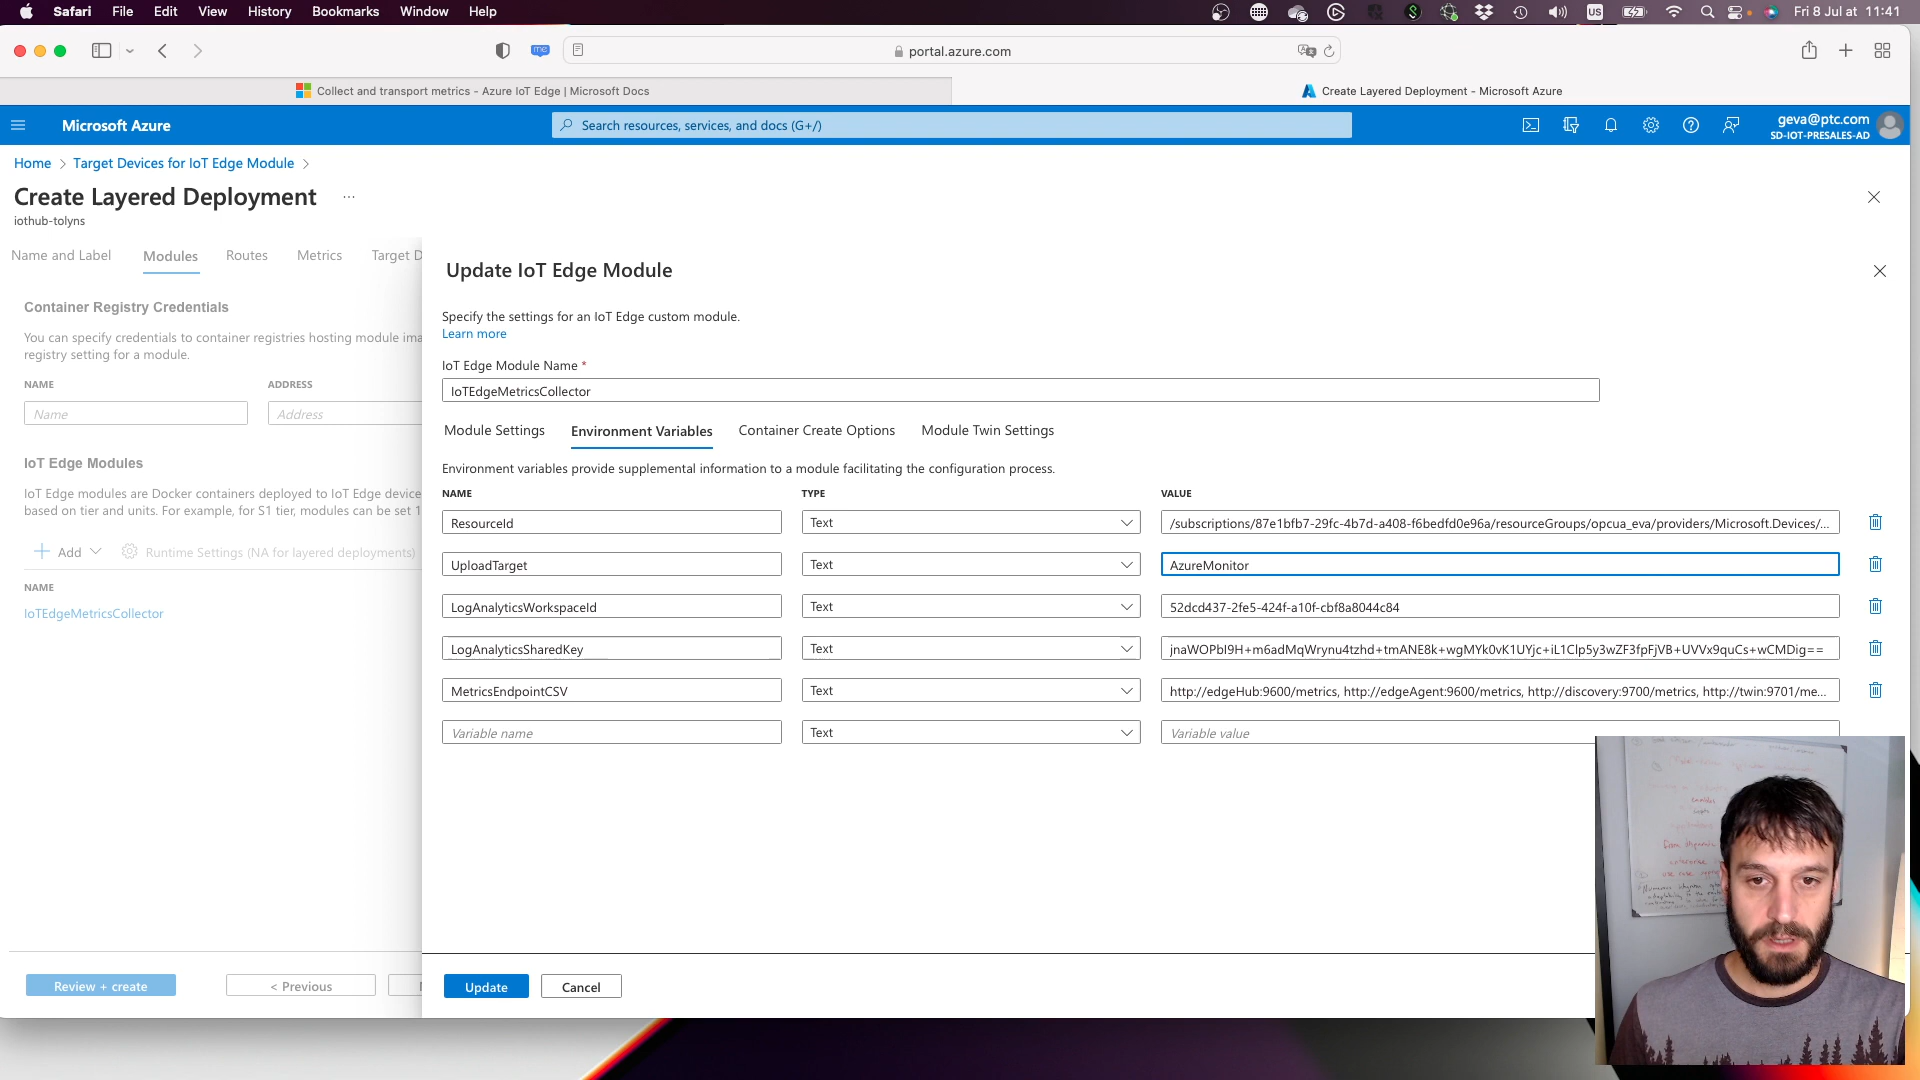 Safari File Edit View History Bookmarks Window Help
US
Fri 8 Jul at 11:41
portal.azure.com
Collect and transport metrics - Azure IoT Edge | Microsoft Docs
Create Layered Deployment - Microsoft Azure
Microsoft Azure
Search resources, services, and docs (G+/)
geva@ptc.com
SD-IOT-PRESALES-AD
Home > Target Devices for IoT Edge Module >
Create Layered Deployment ...
iothub-tolyns
Name and Label Modules Routes Metrics Target D
Container Registry Credentials
You can specify credentials to container registries hosting module ima
registry setting for a module.
NAME ADDRESS
Name Address
IoT Edge Modules
IoT Edge modules are Docker containers deployed to IoT Edge device
based on tier and units. For example, for S1 tier, modules can be set 1
+ Add Runtime Settings (NA for layered deployments)
NAME
IoTEdgeMetricsCollector
Review + create < Previous
Update IoT Edge Module
Specify the settings for an IoT Edge custom module.
Learn more
IoT Edge Module Name *
IoTEdgeMetricsCollector
Module Settings Environment Variables Container Create Options Module Twin Settings
Environment variables provide supplemental information to a module facilitating the configuration process.
NAME TYPE VALUE
ResourceId Text /subscriptions/87e1bfb7-29fc-4b7d-a408-f6bedfd0e96a/resourceGroups/opcua_eva/providers/Microsoft.Devices/...
UploadTarget Text AzureMonitor
LogAnalyticsWorkspaceId Text 52dcd437-2fe5-424f-a10f-cbf8a8044c84
LogAnalyticsSharedKey Text jnaWOPbI9H+m6adMqWrynu4tzhd+tmANE8k+wgMYk0vK1UYjc+iL1Clp5y3wZF3fpFjVB+UVVx9quCs+wCMDig==
MetricsEndpointCSV Text http://edgeHub:9600/metrics, http://edgeAgent:9600/metrics, http://discovery:9700/metrics, http://twin:9701/me...
Variable name Text Variable value
Update Cancel